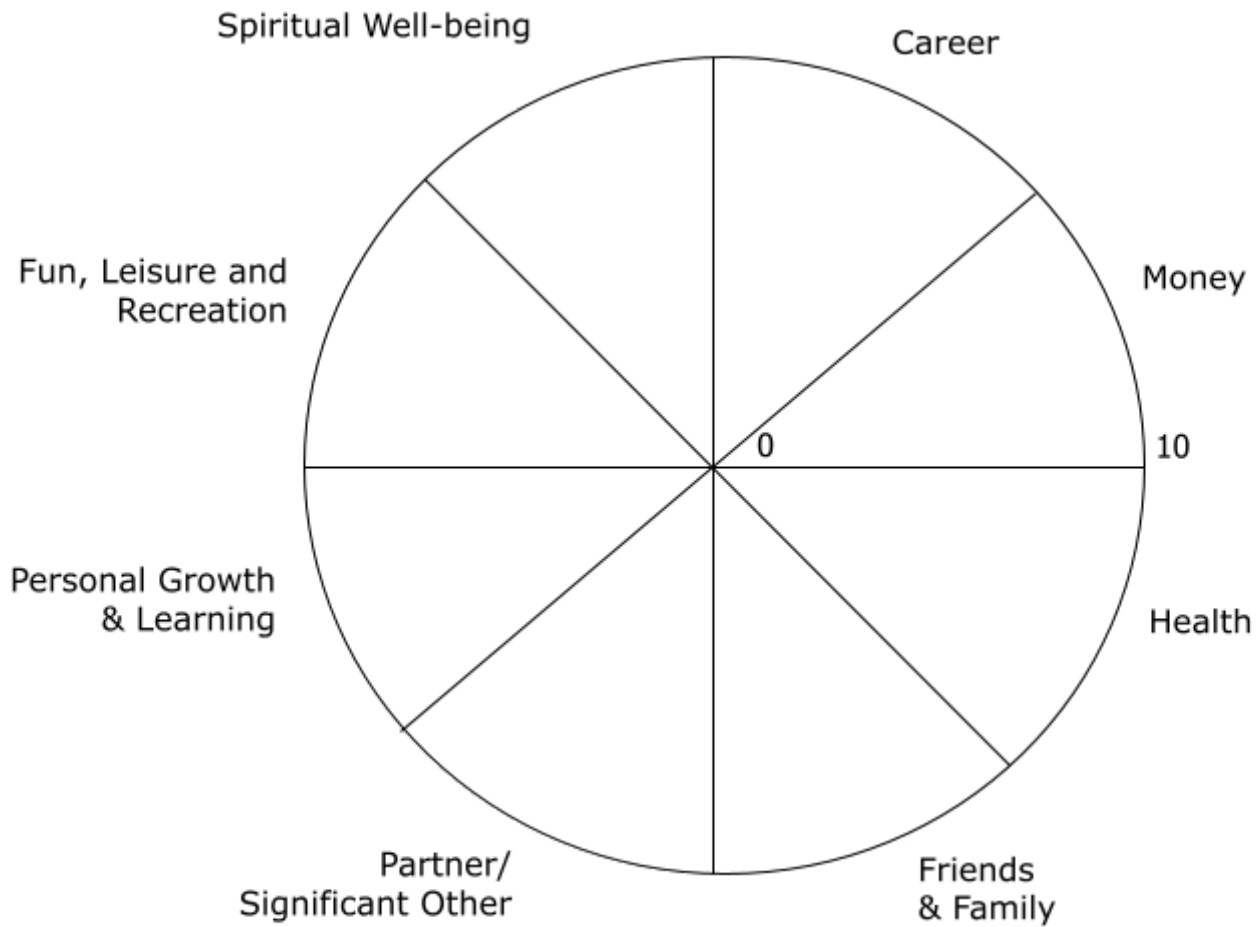 Spiritual Well-being
Career
Fun, Leisure and
Recreation
Money
0
10
Personal Growth
& Learning
Health
Partner/
Significant Other
Friends
& Family